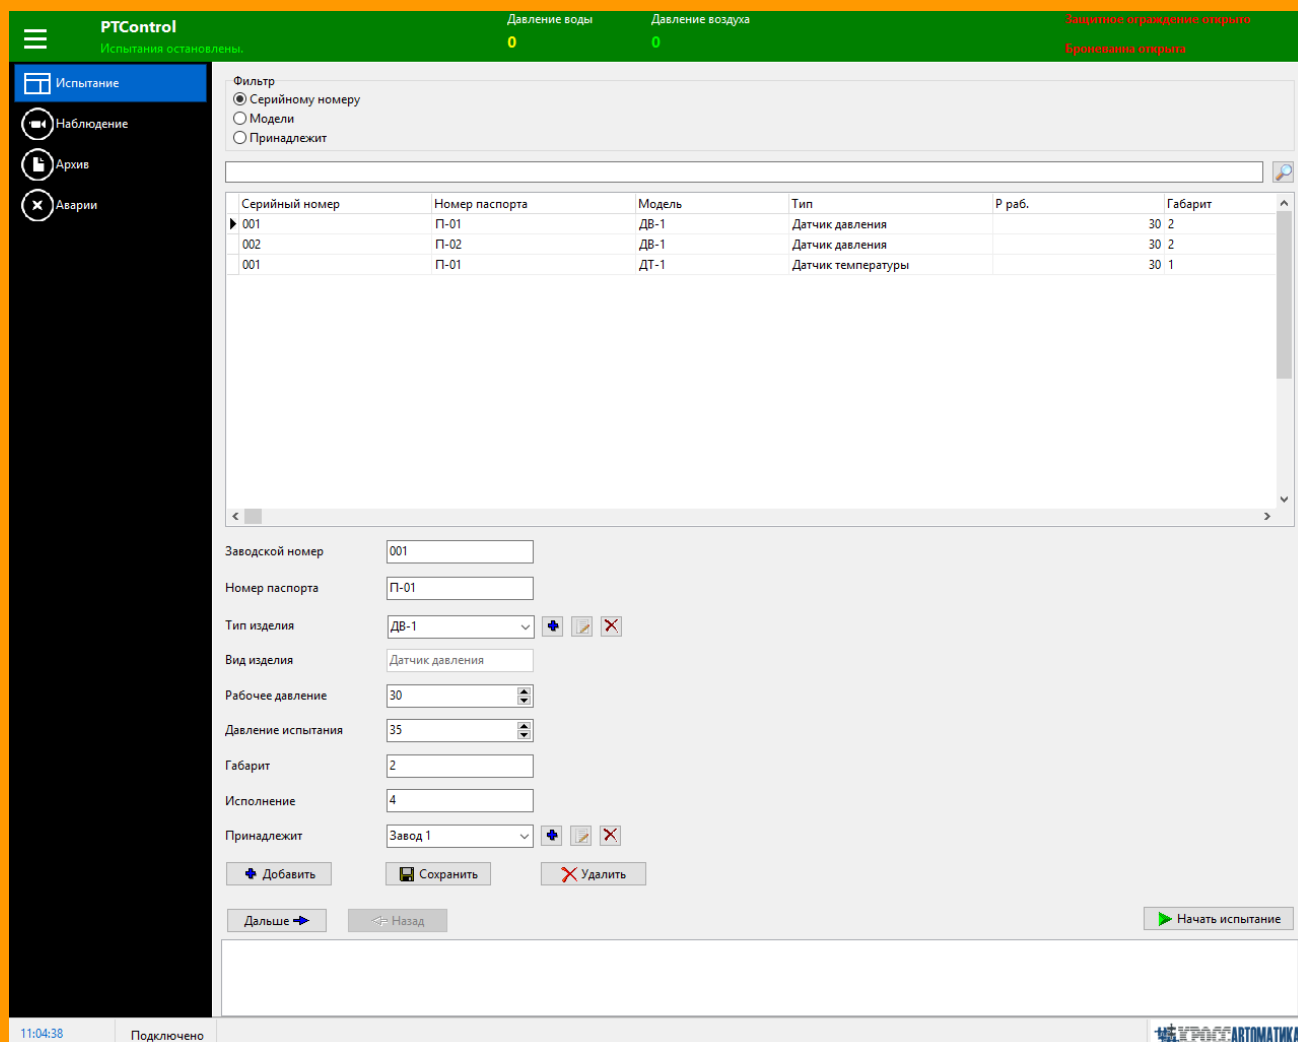 PTControl
Испытания остановлены.
Давление воды
0
Давление воздуха
0
Защитное ограждение открыто
Броневанна открыта
Испытание
Наблюдение
Архив
Аварии
Фильтр
Серийному номеру
Модели
Принадлежит
Серийный номер Номер паспорта Модель Тип Р раб. Габарит
001 П-01 ДВ-1 Датчик давления 30 2
002 П-02 ДВ-1 Датчик давления 30 2
001 П-01 ДТ-1 Датчик температуры 30 1
Заводской номер 001
Номер паспорта П-01
Тип изделия ДВ-1
Вид изделия Датчик давления
Рабочее давление 30
Давление испытания 35
Габарит 2
Исполнение 4
Принадлежит Завод 1
Добавить Сохранить Удалить
Дальше Назад Начать испытание
11:04:38 Подключено КРОССАВТОМАТИКА